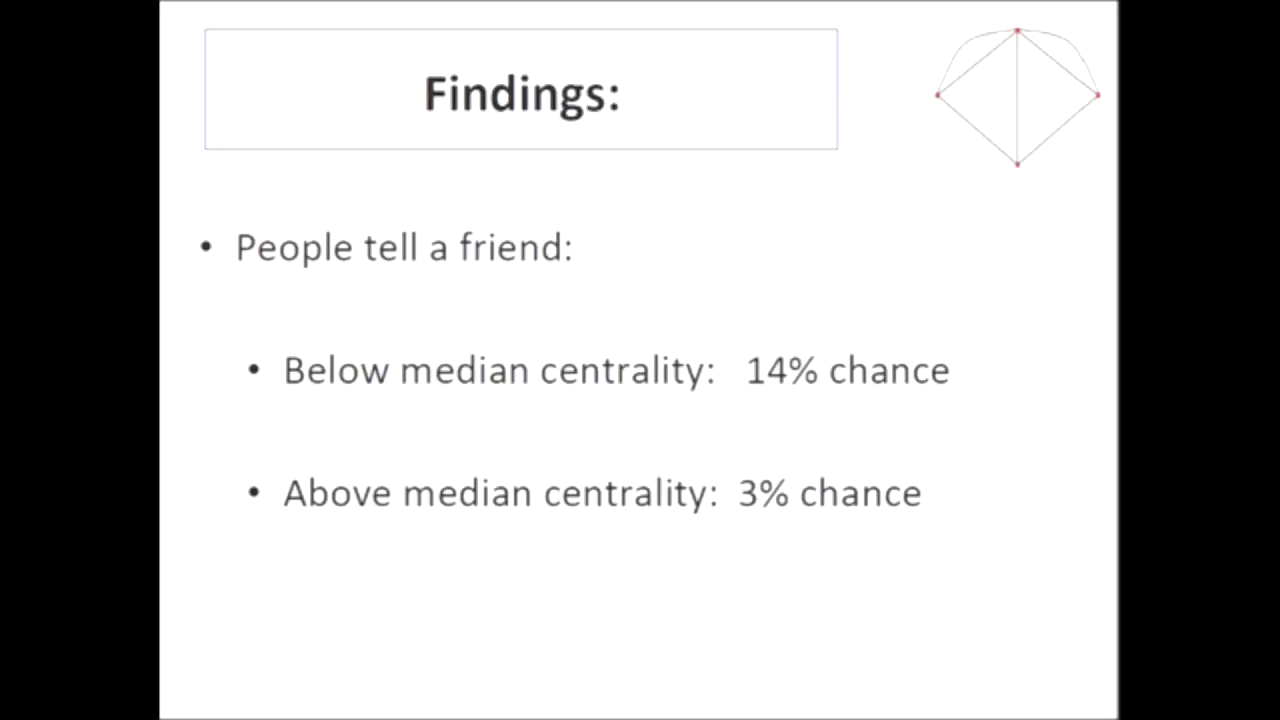 Findings:
• People tell a friend:
• Below median centrality: 14% chance
• Above median centrality: 3% chance